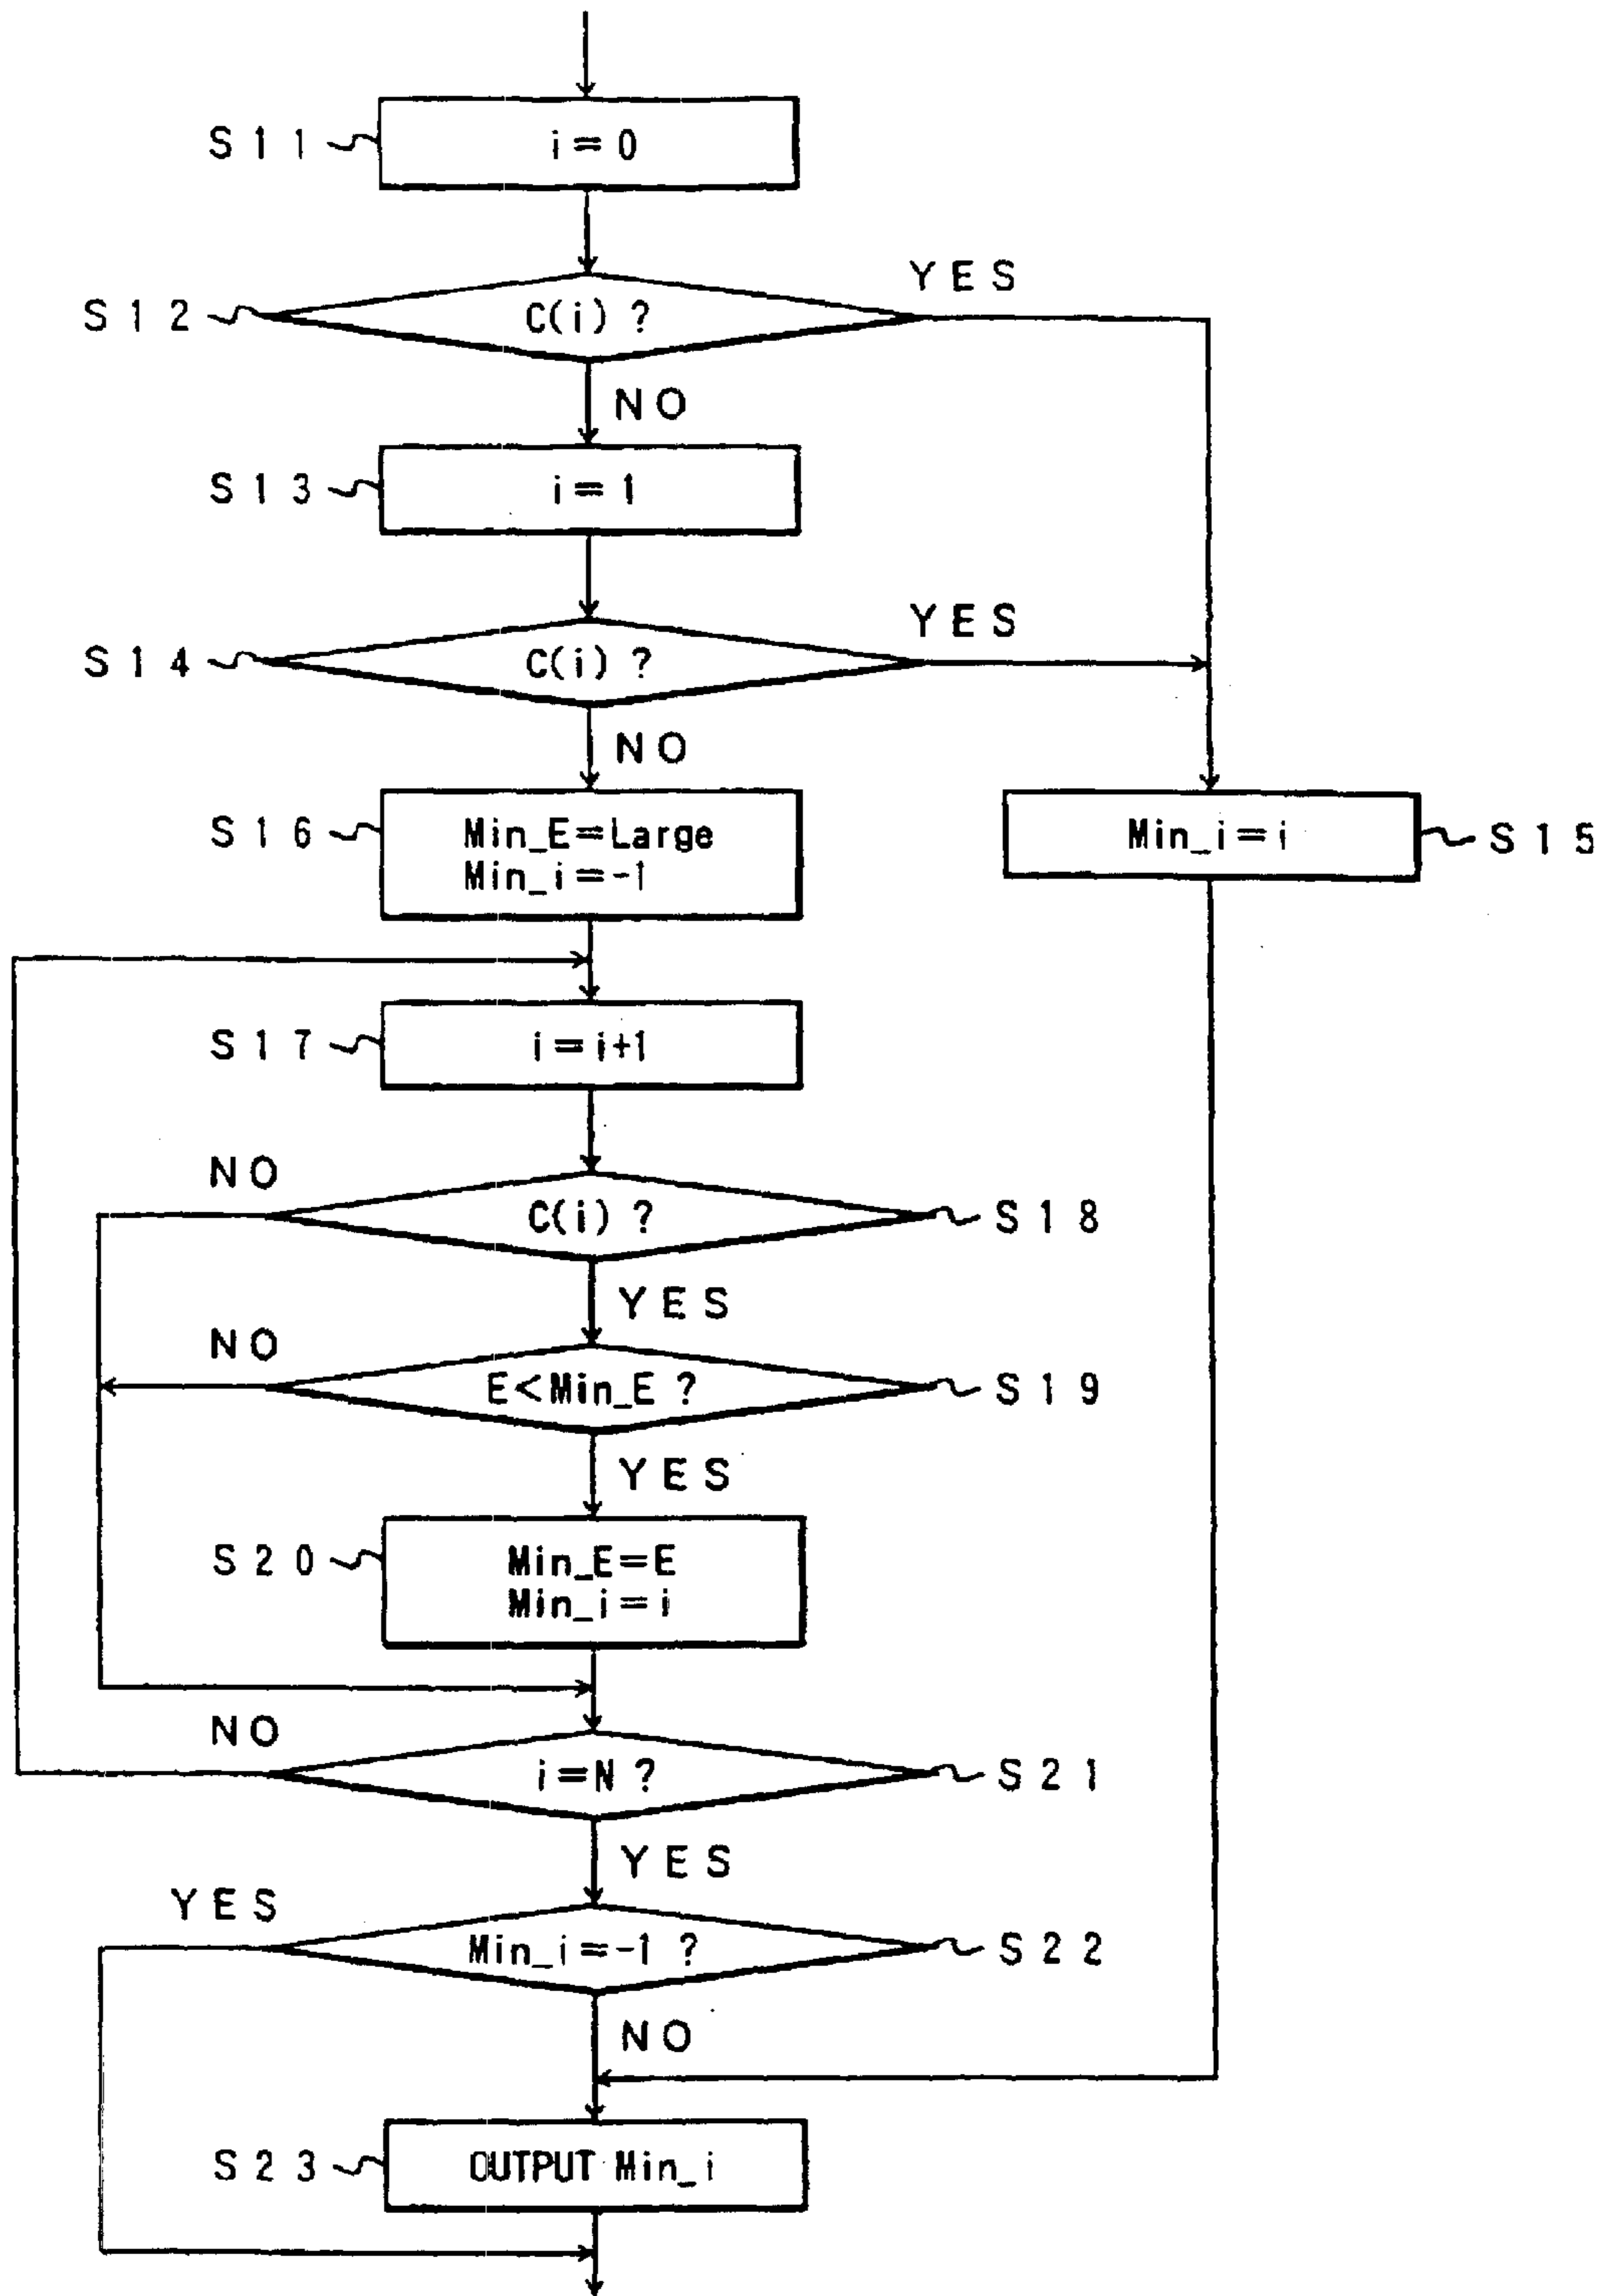 S11
i=0
YES
S12
C(i) ?
NO
S13
i=1
YES
S14
C(i) ?
NO
S16
Min_E=Large
Min_i=-1
Min_i=i
S15
S17
i=i+1
NO
C(i) ?
S18
YES
NO
E<Min_E ?
S19
YES
S20
Min_E=E
Min_i=i
NO
i=N ?
S21
YES
YES
Min_i=-1 ?
S22
NO
S23
OUTPUT Min_i